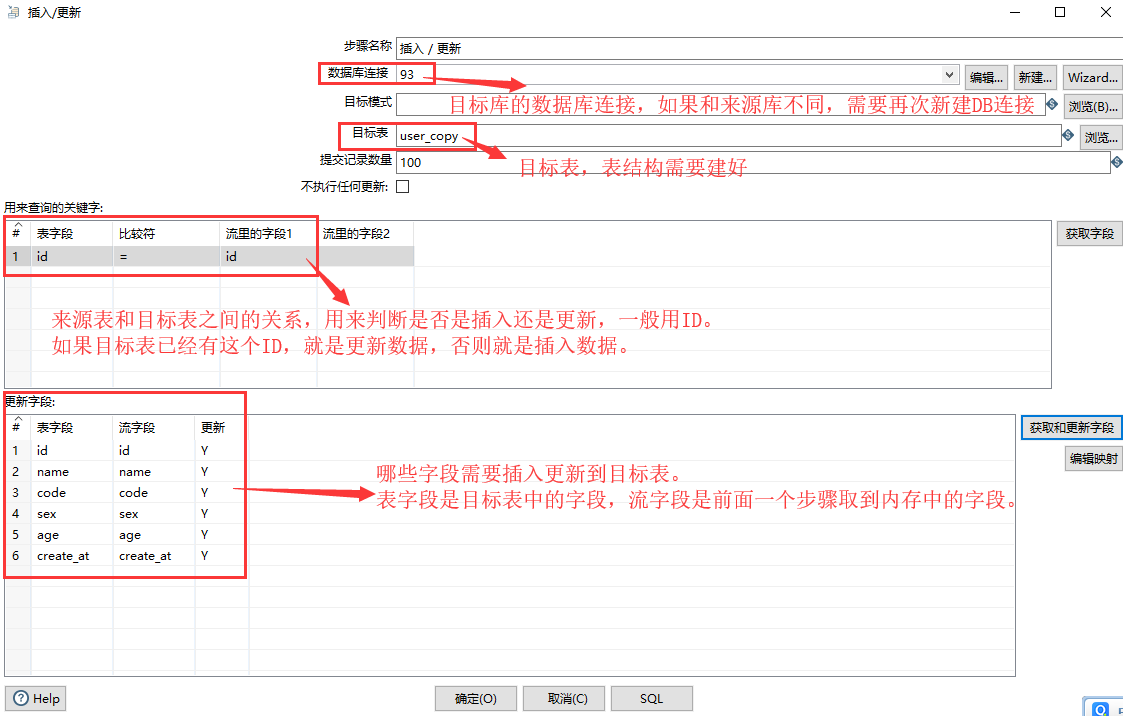 插入/更新
步骤名称 插入 / 更新
数据库连接 93 编辑... 新建... Wizard...
目标库的数据库连接，如果和来源库不同，需要再次新建DB连接
目标模式 浏览(B)...
目标表 user_copy 浏览...
目标表，表结构需要建好
提交记录数量 100
不执行任何更新:
用来查询的关键字:
# 表字段 比较符 流里的字段1 流里的字段2 获取字段
1 id = id
来源表和目标表之间的关系，用来判断是否是插入还是更新，一般用ID。
如果目标表已经有这个ID，就是更新数据，否则就是插入数据。
更新字段:
# 表字段 流字段 更新 获取和更新字段
1 id id Y 编辑映射
2 name name Y
3 code code Y
4 sex sex Y
5 age age Y
6 create_at create_at Y
哪些字段需要插入更新到目标表。
表字段是目标表中的字段，流字段是前面一个步骤取到内存中的字段。
Help 确定(O) 取消(C) SQL